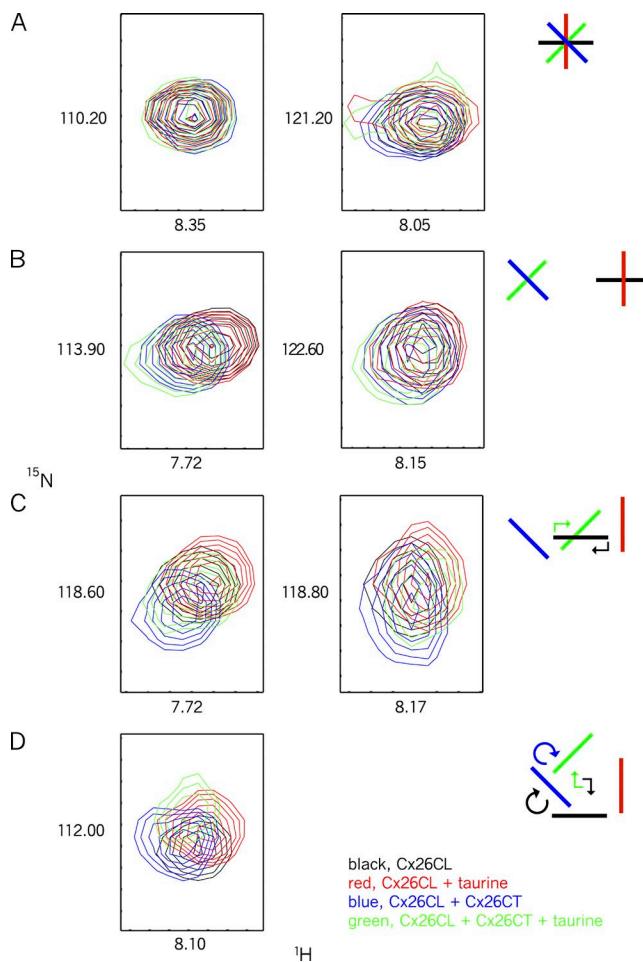 A
110.20
121.20
8.35
8.05
B
113.90
122.60
7.72
8.15
15N
C
118.60
118.80
7.72
8.17
D
112.00
8.10
1H
black, Cx26CL
red, Cx26CL + taurine
blue, Cx26CL + Cx26CT
green, Cx26CL + Cx26CT + taurine